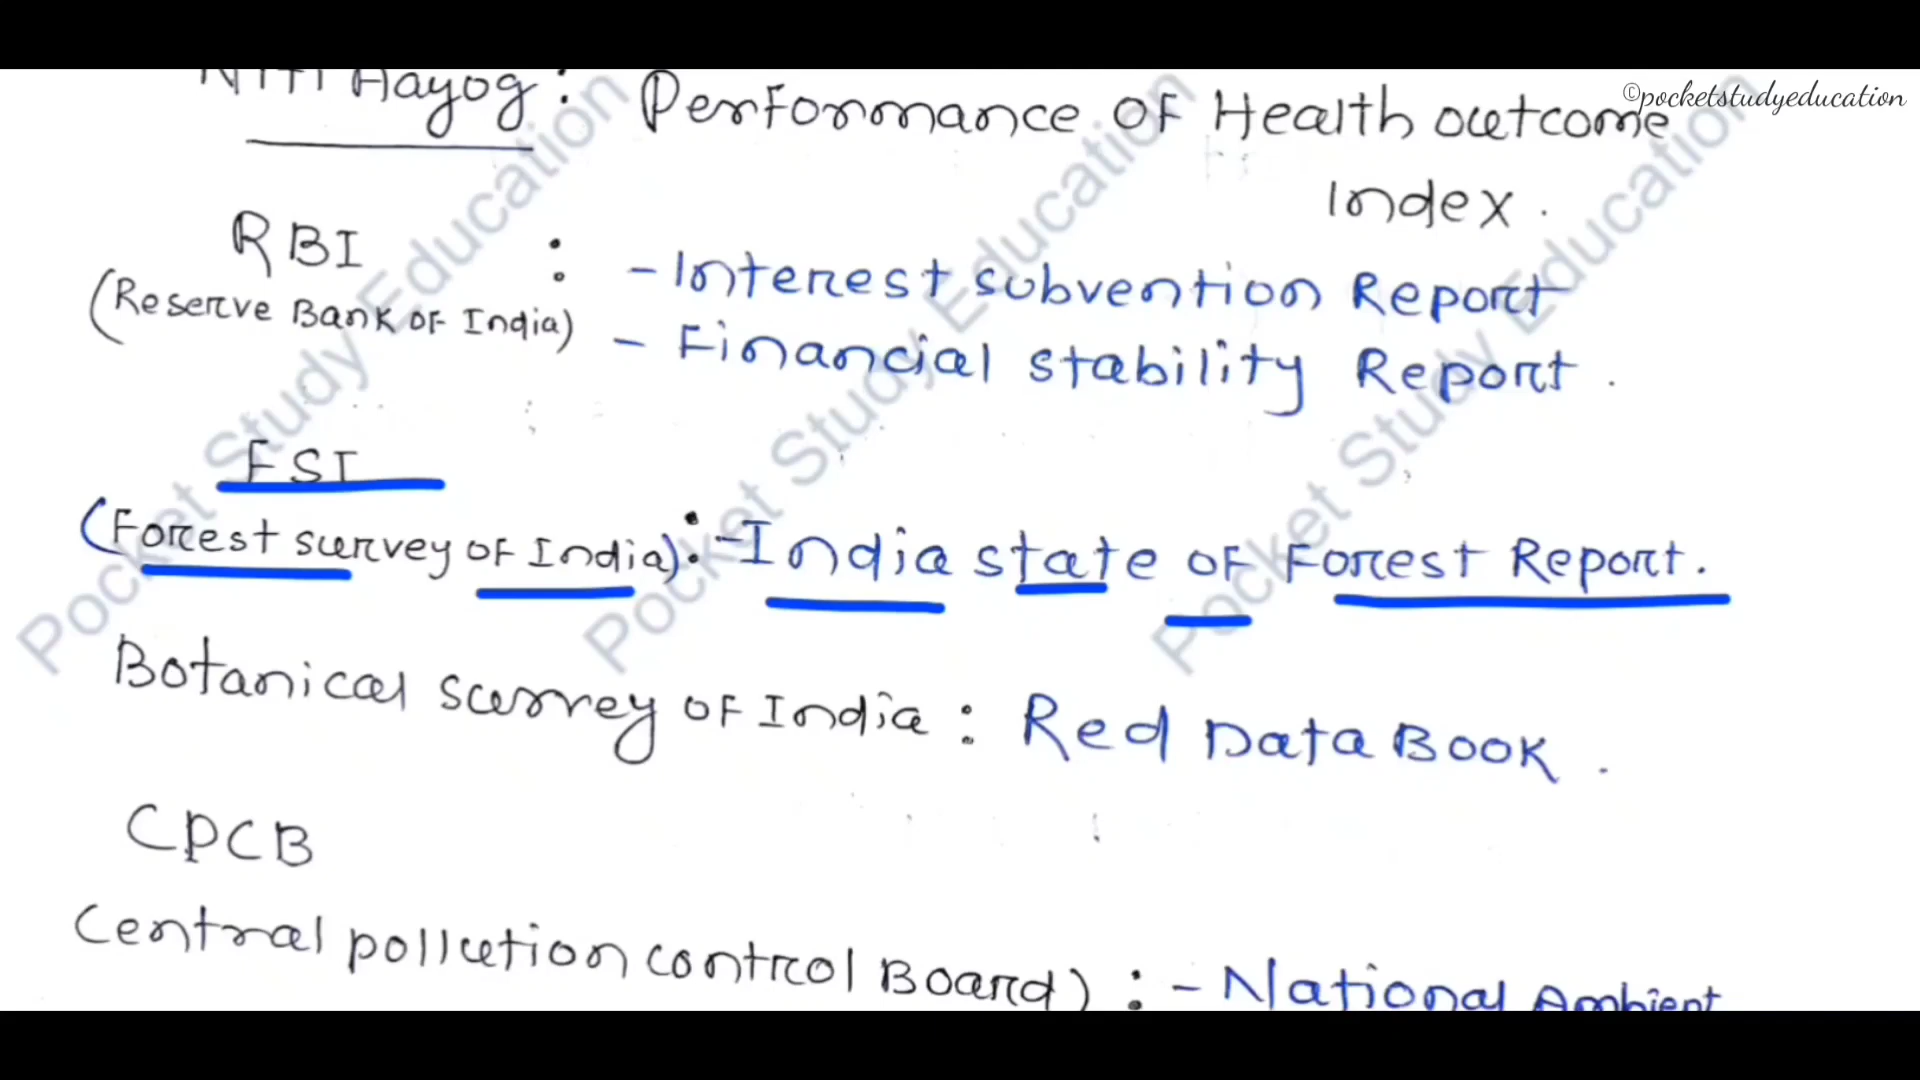 ©pocketstudyeducation
Niti Aayog : Performance OF Health outcome
Index .
RBI :
(Reserve Bank OF India)
- Interest subvention Report
- Financial stability Report .
FSI
(Forest survey OF India) : - India state OF Forest Report .
Botanical survey OF India : Red Data Book .
CPCB
Central pollution control Board) : - National Ambient
Pocket Study Education
Pocket Study Education
Pocket Study Education